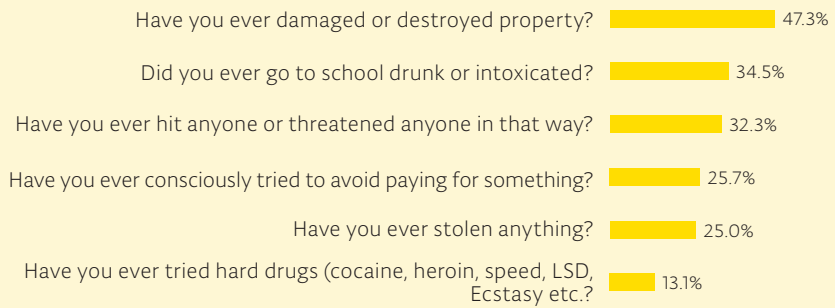 Have you ever damaged or destroyed property? 47.3%
Did you ever go to school drunk or intoxicated? 34.5%
Have you ever hit anyone or threatened anyone in that way? 32.3%
Have you ever consciously tried to avoid paying for something? 25.7%
Have you ever stolen anything? 25.0%
Have you ever tried hard drugs (cocaine, heroin, speed, LSD,
Ecstasy etc.? 13.1%